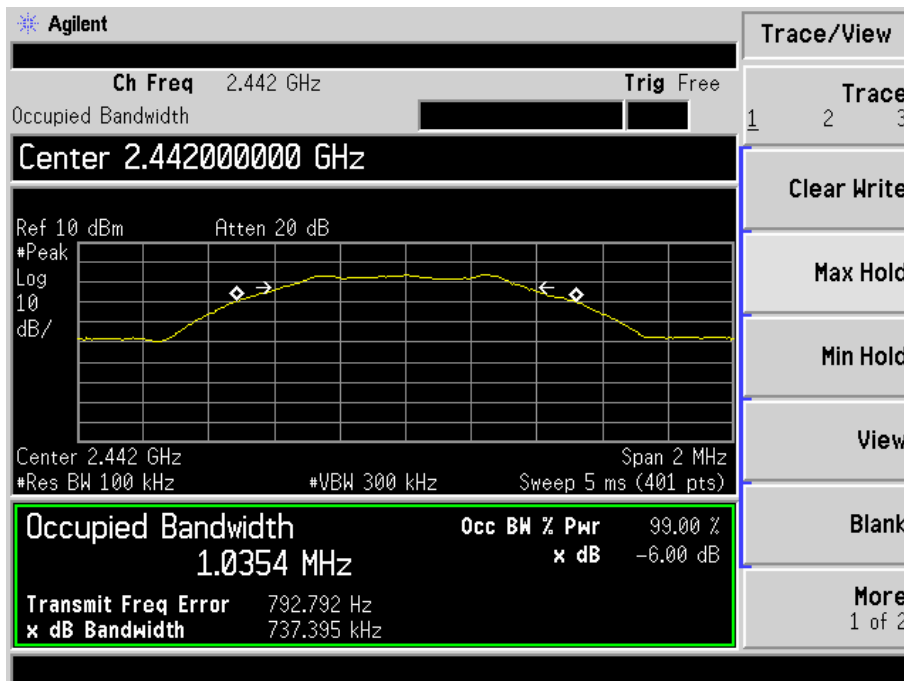 Agilent
Trace/View
Ch Freq 2.442 GHz Trig Free
Occupied Bandwidth
Trace
1 2 3
Center 2.442000000 GHz
Clear Write
Ref 10 dBm Atten 20 dB
#Peak
Log
10
dB/
Max Hold
Min Hold
View
Center 2.442 GHz Span 2 MHz
#Res BW 100 kHz #VBW 300 kHz Sweep 5 ms (401 pts)
Blank
Occupied Bandwidth
1.0354 MHz
Occ BW % Pwr 99.00 %
x dB -6.00 dB
Transmit Freq Error 792.792 Hz
x dB Bandwidth 737.395 kHz
More
1 of 2